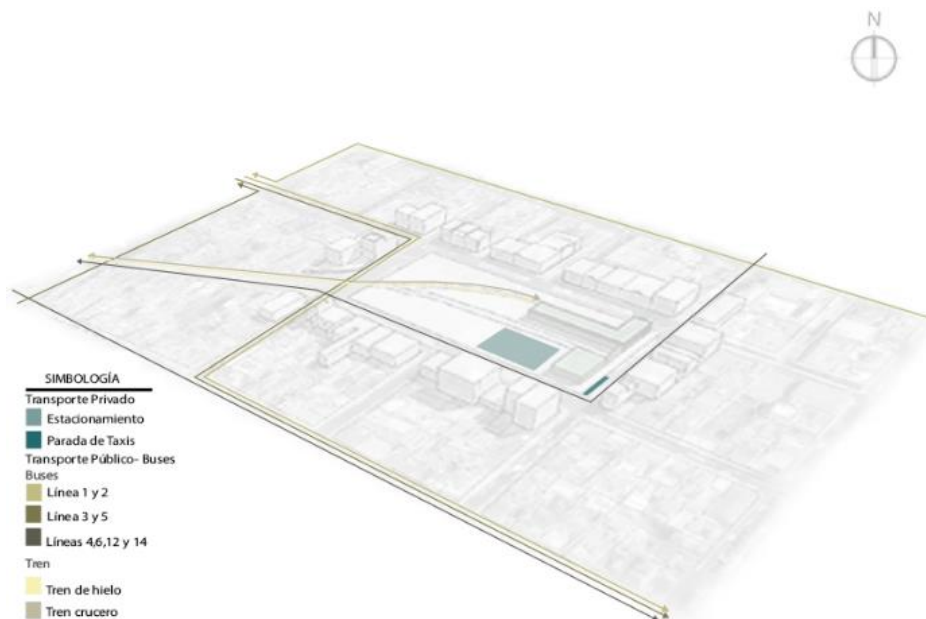 N
SIMBOLOGÍA
Transporte Privado
Estacionamiento
Parada de Taxis
Transporte Público- Buses
Buses
Línea 1 y 2
Línea 3 y 5
Líneas 4,6,12 y 14
Tren
Tren de hielo
Tren crucero